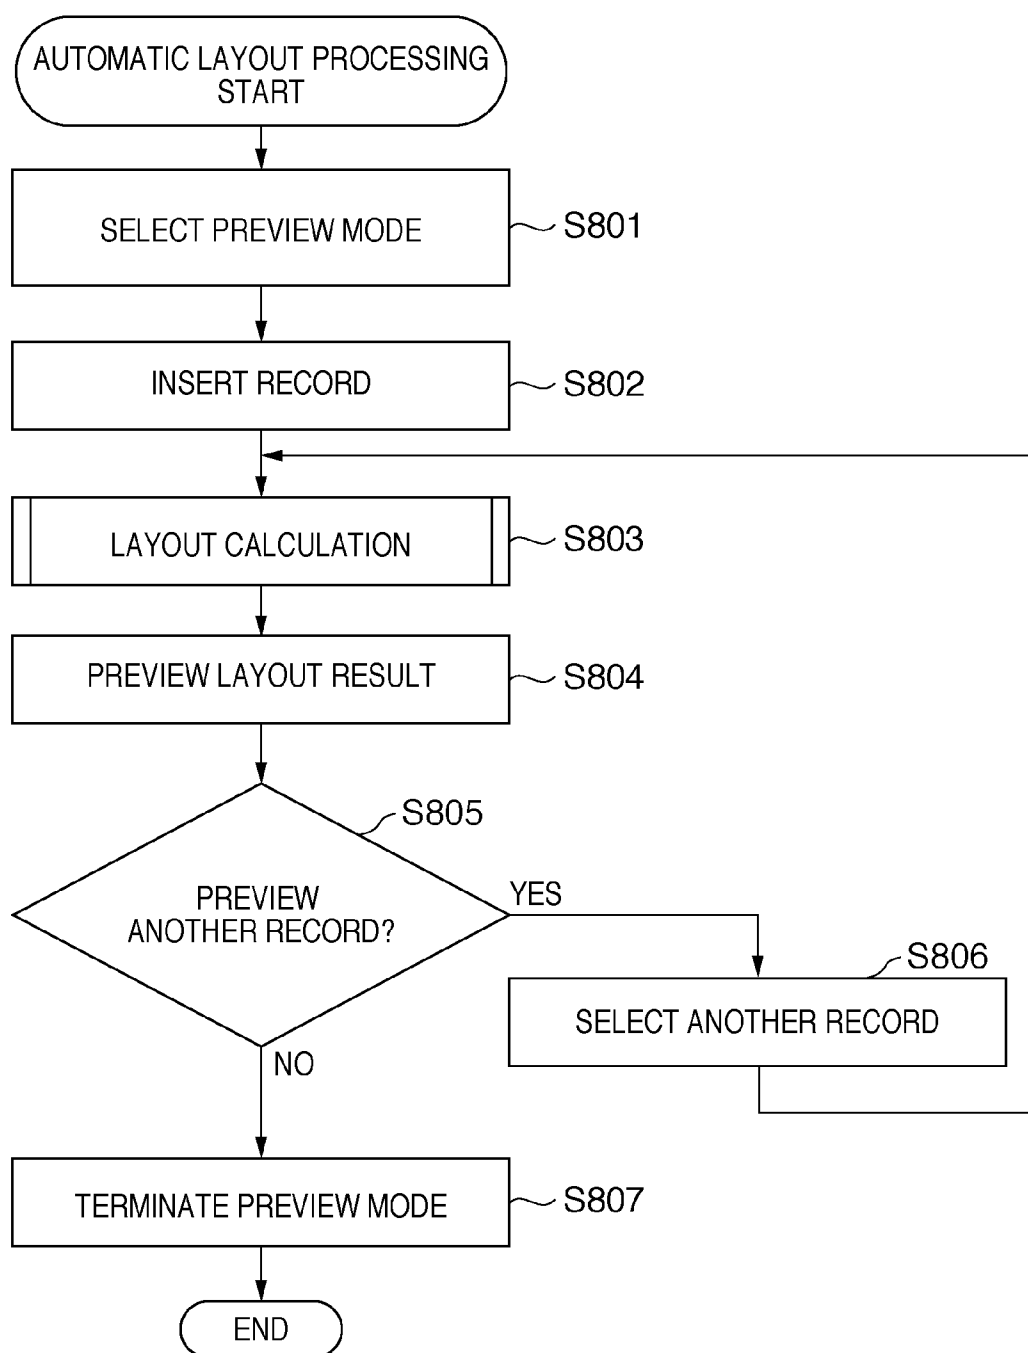 AUTOMATIC LAYOUT PROCESSING
START
SELECT PREVIEW MODE
S801
INSERT RECORD
S802
LAYOUT CALCULATION
S803
PREVIEW LAYOUT RESULT
S804
S805
PREVIEW
ANOTHER RECORD?
YES
S806
SELECT ANOTHER RECORD
NO
TERMINATE PREVIEW MODE
S807
END